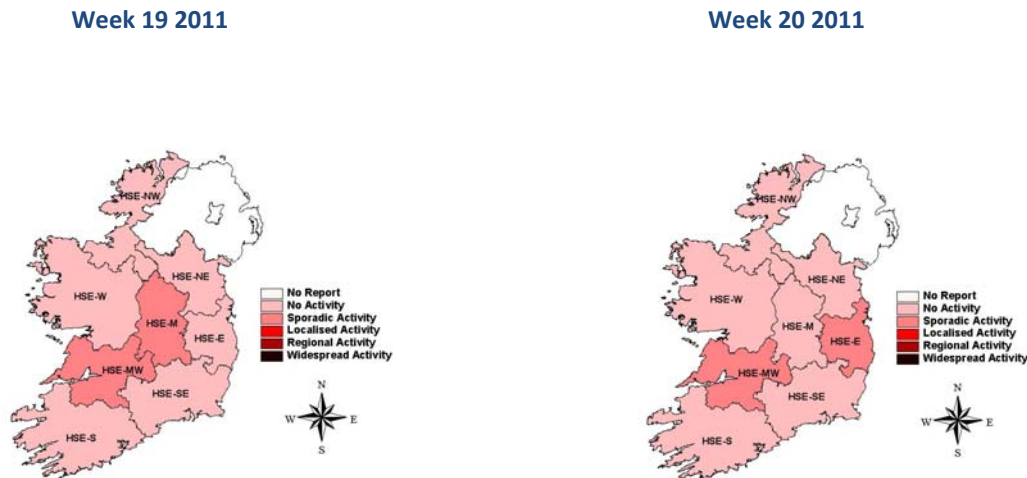 Week 19 2011
HSE-NW
HSE-NE
HSE-W
HSE-M
HSE-E
HSE-MW
HSE-SE
HSE-S
No Report
No Activity
Sporadic Activity
Localised Activity
Regional Activity
Widespread Activity
N
W E
S
Week 20 2011
HSE-NW
HSE-NE
HSE-W
HSE-M
HSE-E
HSE-MW
HSE-SE
HSE-S
No Report
No Activity
Sporadic Activity
Localised Activity
Regional Activity
Widespread Activity
N
W E
S